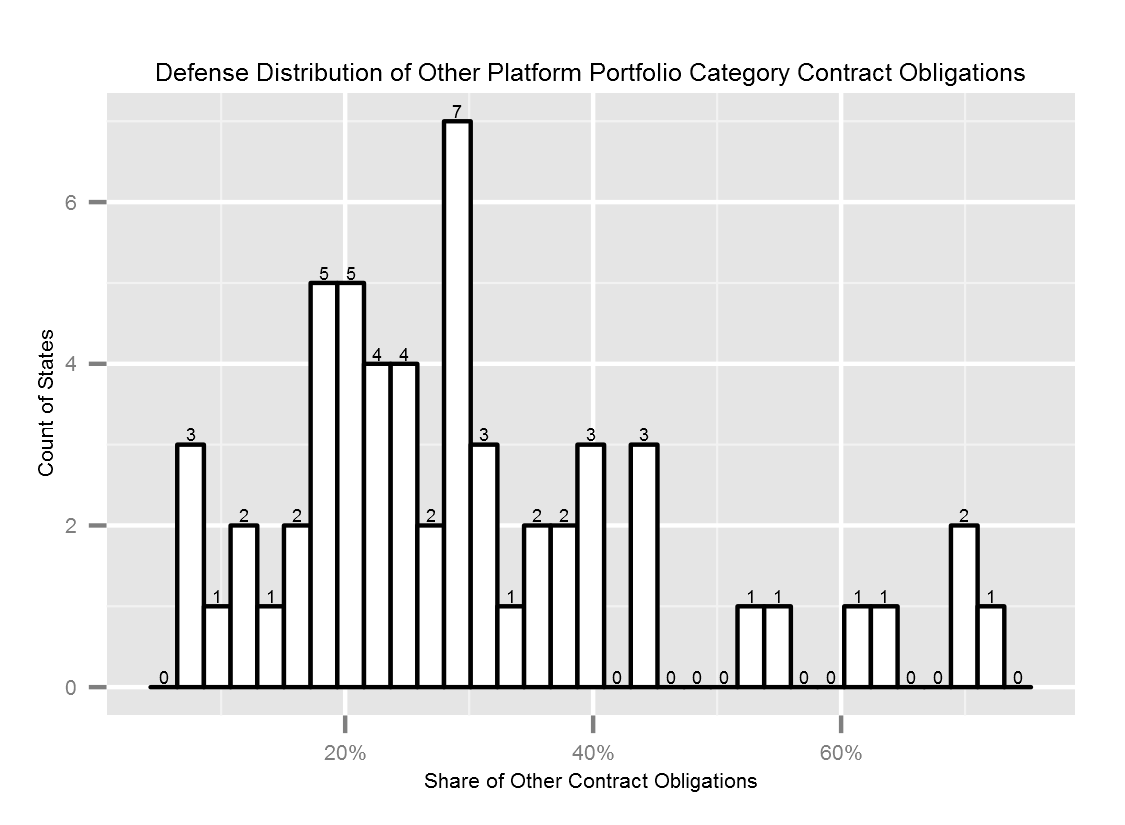 Defense Distribution of Other Platform Portfolio Category Contract Obligations
7
6
5 5
4 4
4
3 3 3 3
Count of States
2 2 2 2 2 2
2
1 1 1 1 1 1 1 1
0 0 0 0 0 0 0 0 0 0
0
20% 40% 60%
Share of Other Contract Obligations